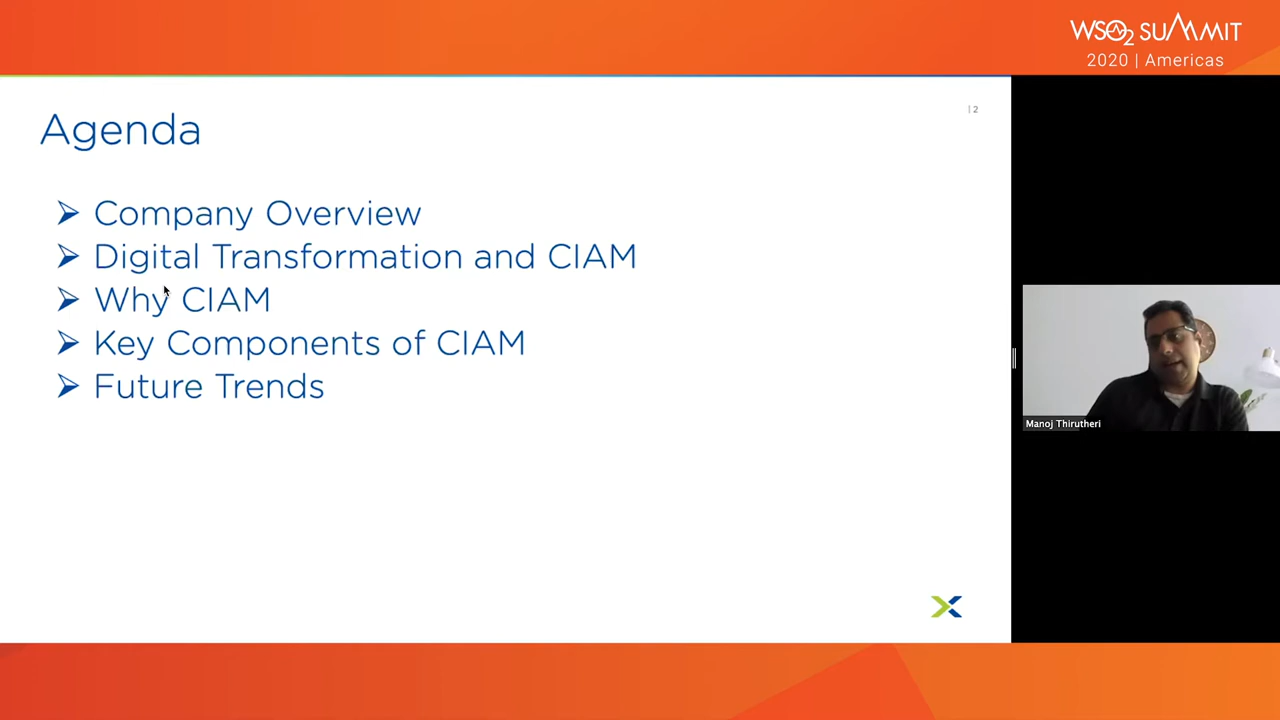 WSO2 SUMMIT
2020 | Americas
| 2
Agenda
➢ Company Overview
➢ Digital Transformation and CIAM
➢ Why CIAM
➢ Key Components of CIAM
➢ Future Trends
Manoj Thirutheri